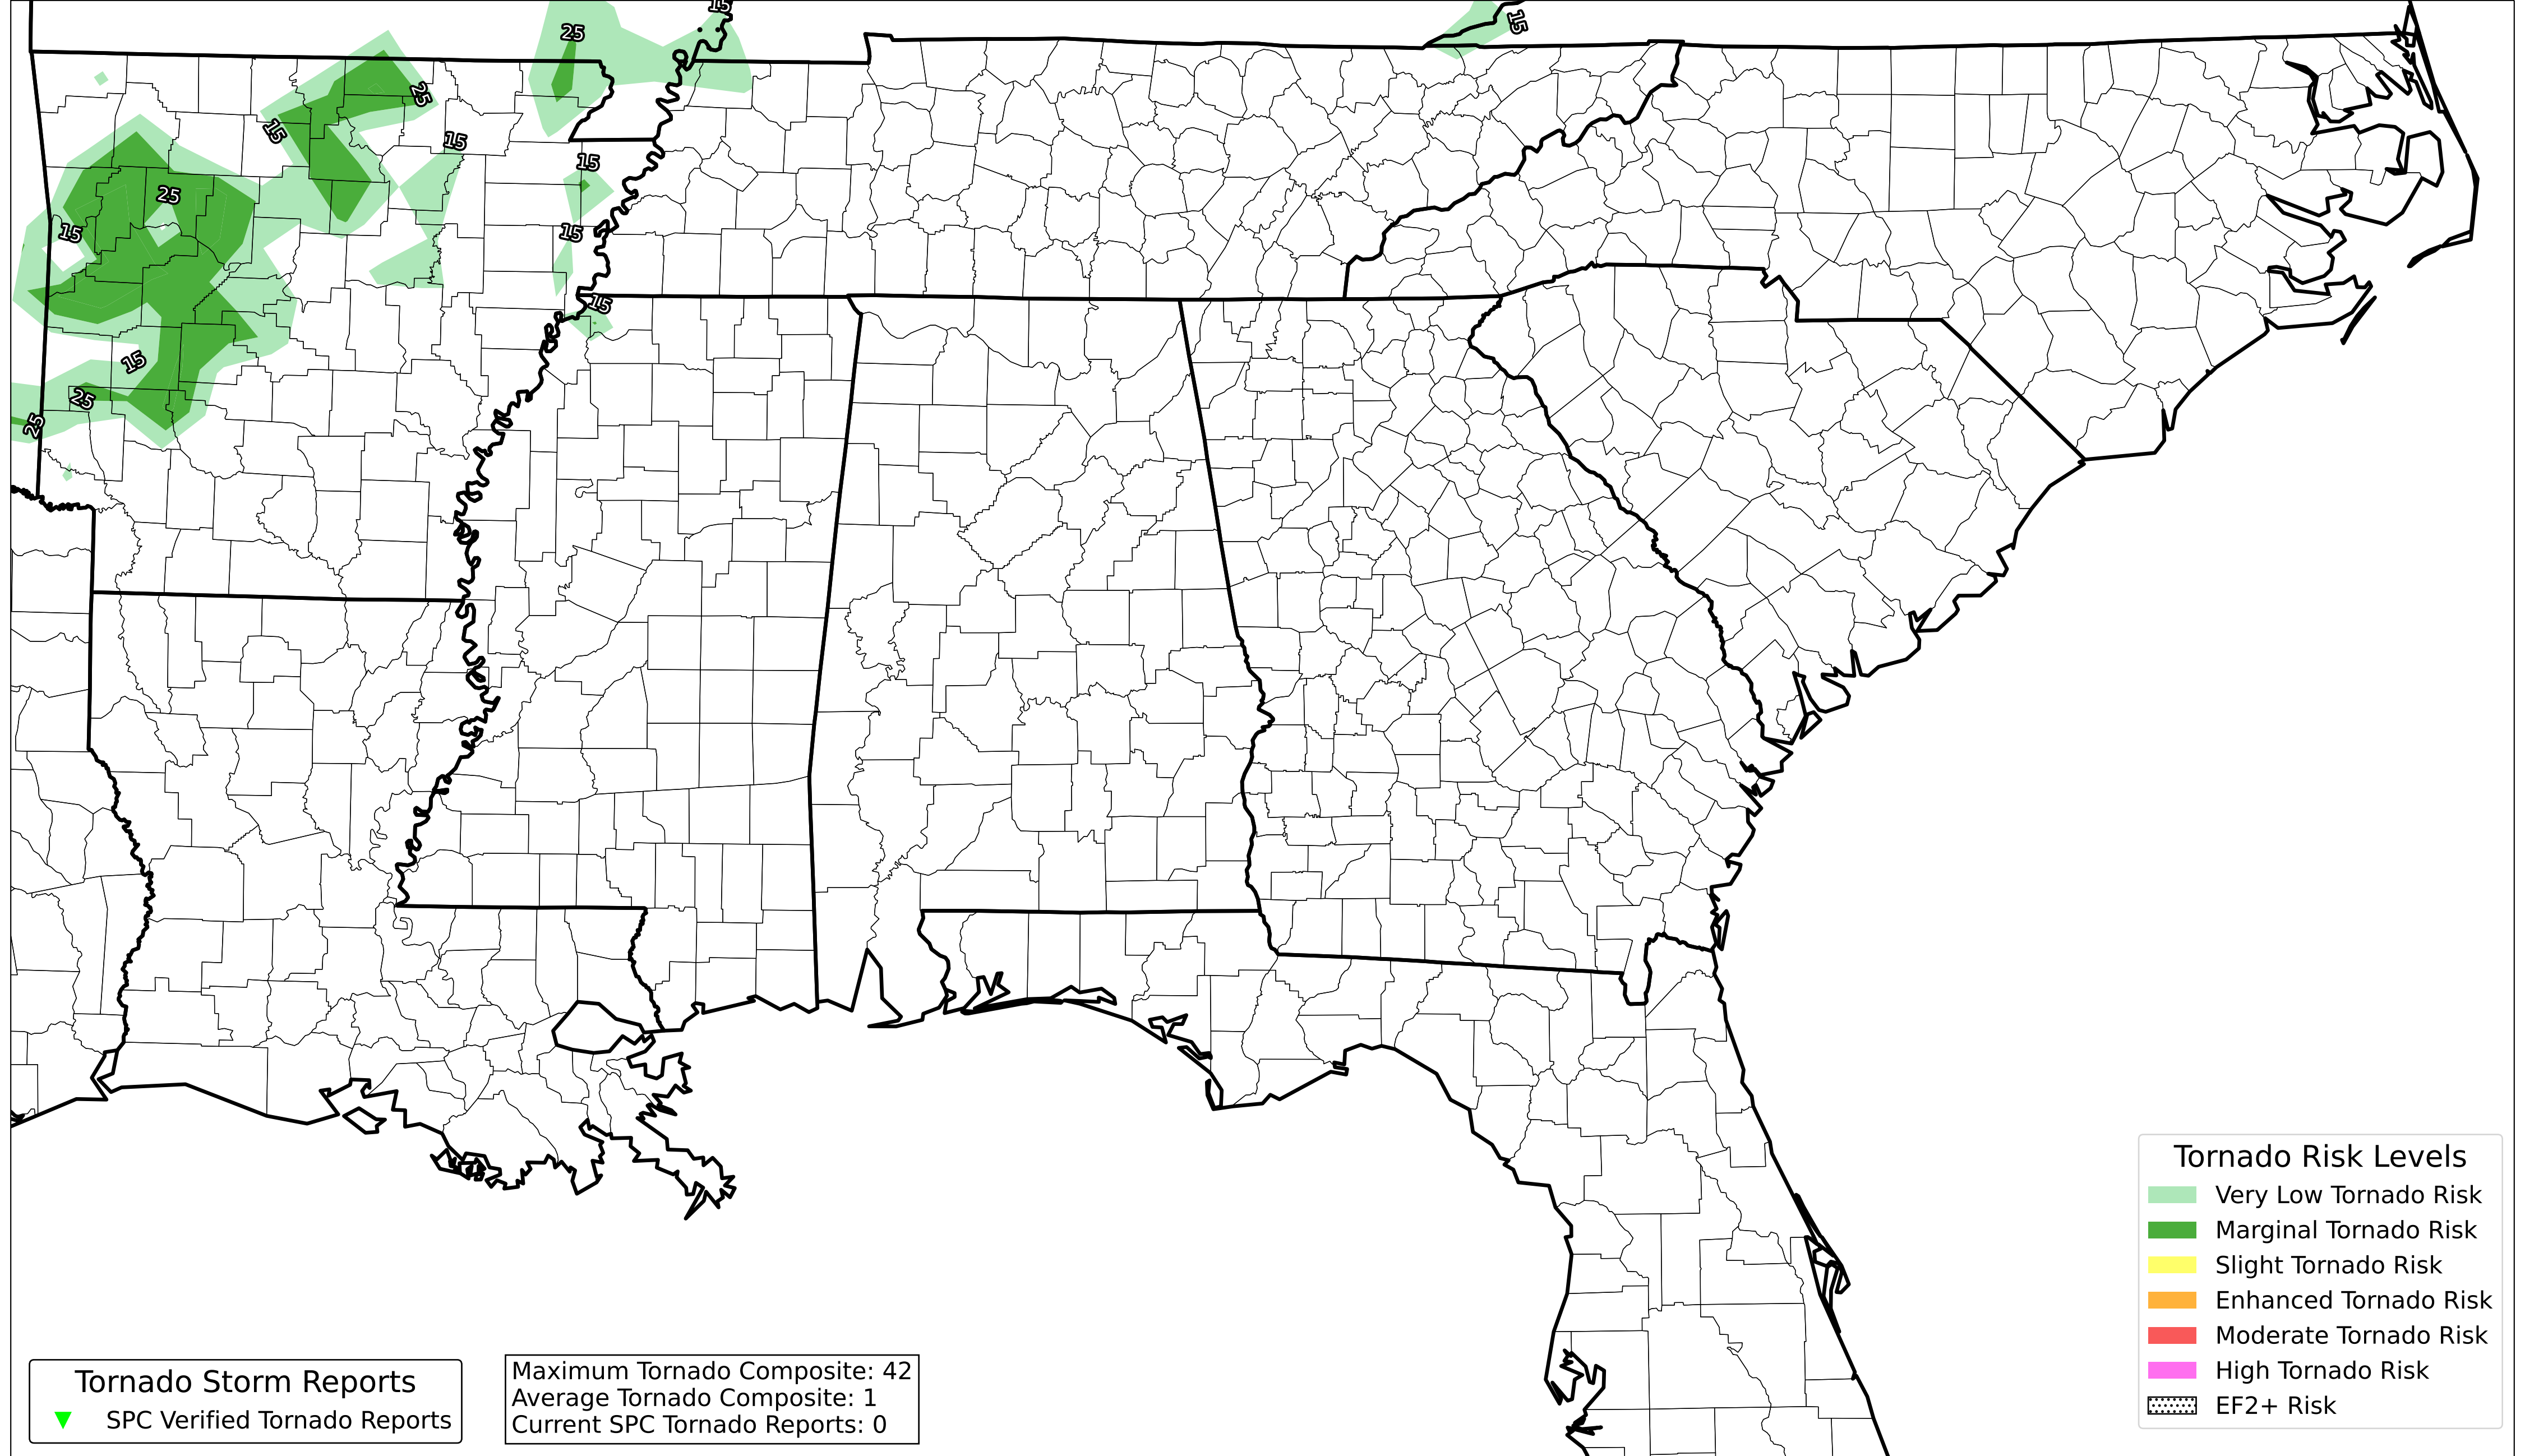 15
25
15
25
15
15
15
25
15
15
15
15
25
25
Tornado Risk Levels
Very Low Tornado Risk
Marginal Tornado Risk
Slight Tornado Risk
Enhanced Tornado Risk
Moderate Tornado Risk
High Tornado Risk
EF2+ Risk
Tornado Storm Reports
SPC Verified Tornado Reports
Maximum Tornado Composite: 42
Average Tornado Composite: 1
Current SPC Tornado Reports: 0